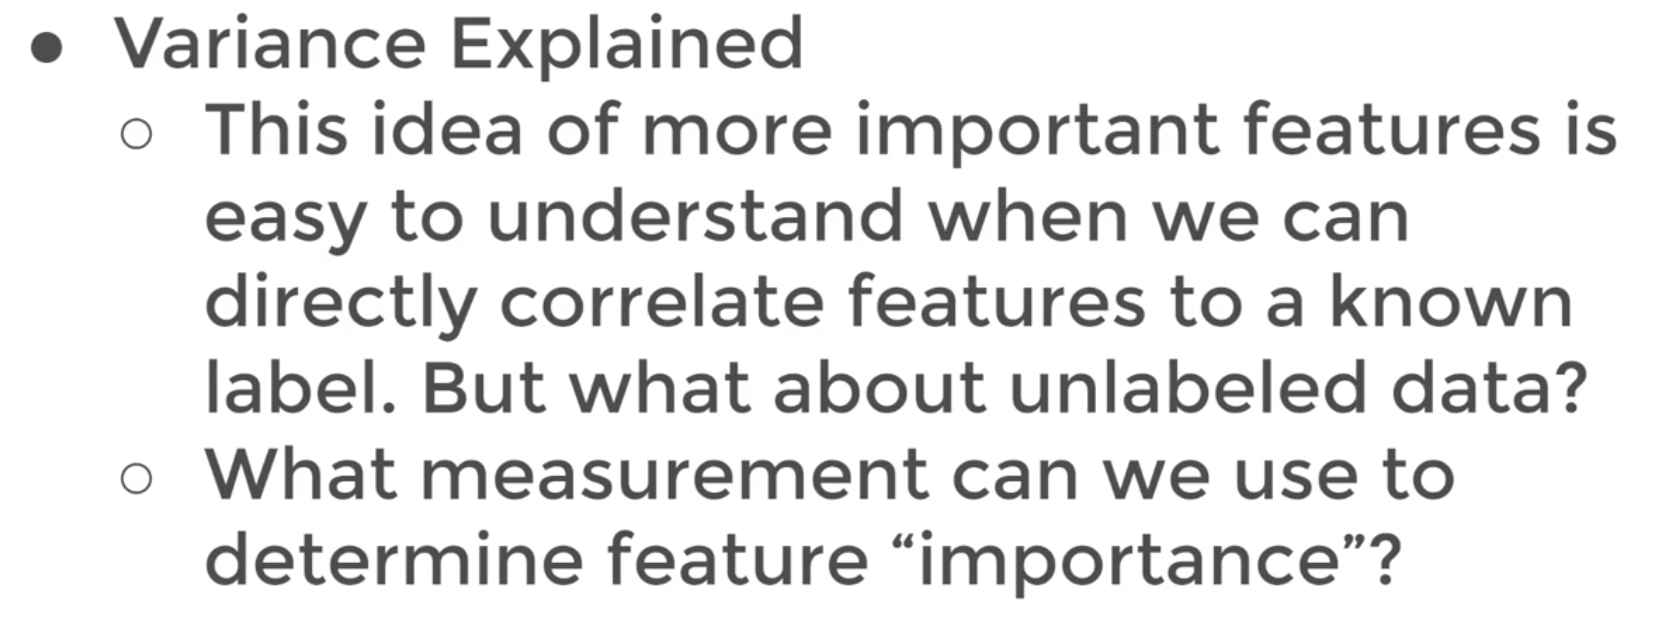 ● Variance Explained
○ This idea of more important features is
easy to understand when we can
directly correlate features to a known
label. But what about unlabeled data?
○ What measurement can we use to
determine feature “importance”?